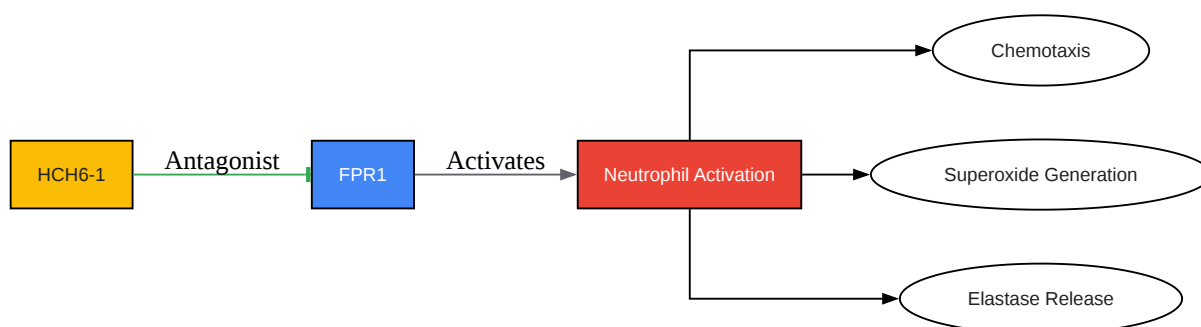 Chemotaxis
HCH6-1
Antagonist
FPR1
Activates
Neutrophil Activation
Superoxide Generation
Elastase Release